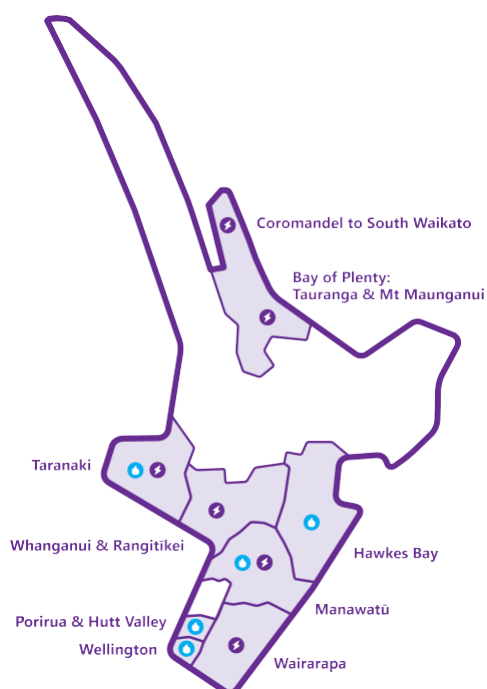 Coromandel to South Waikato
Bay of Plenty:
Tauranga & Mt Maunganui
Taranaki
Whanganui & Rangitīkei
Hawkes Bay
Manawatū
Porirua & Hutt Valley
Wellington
Wairarapa